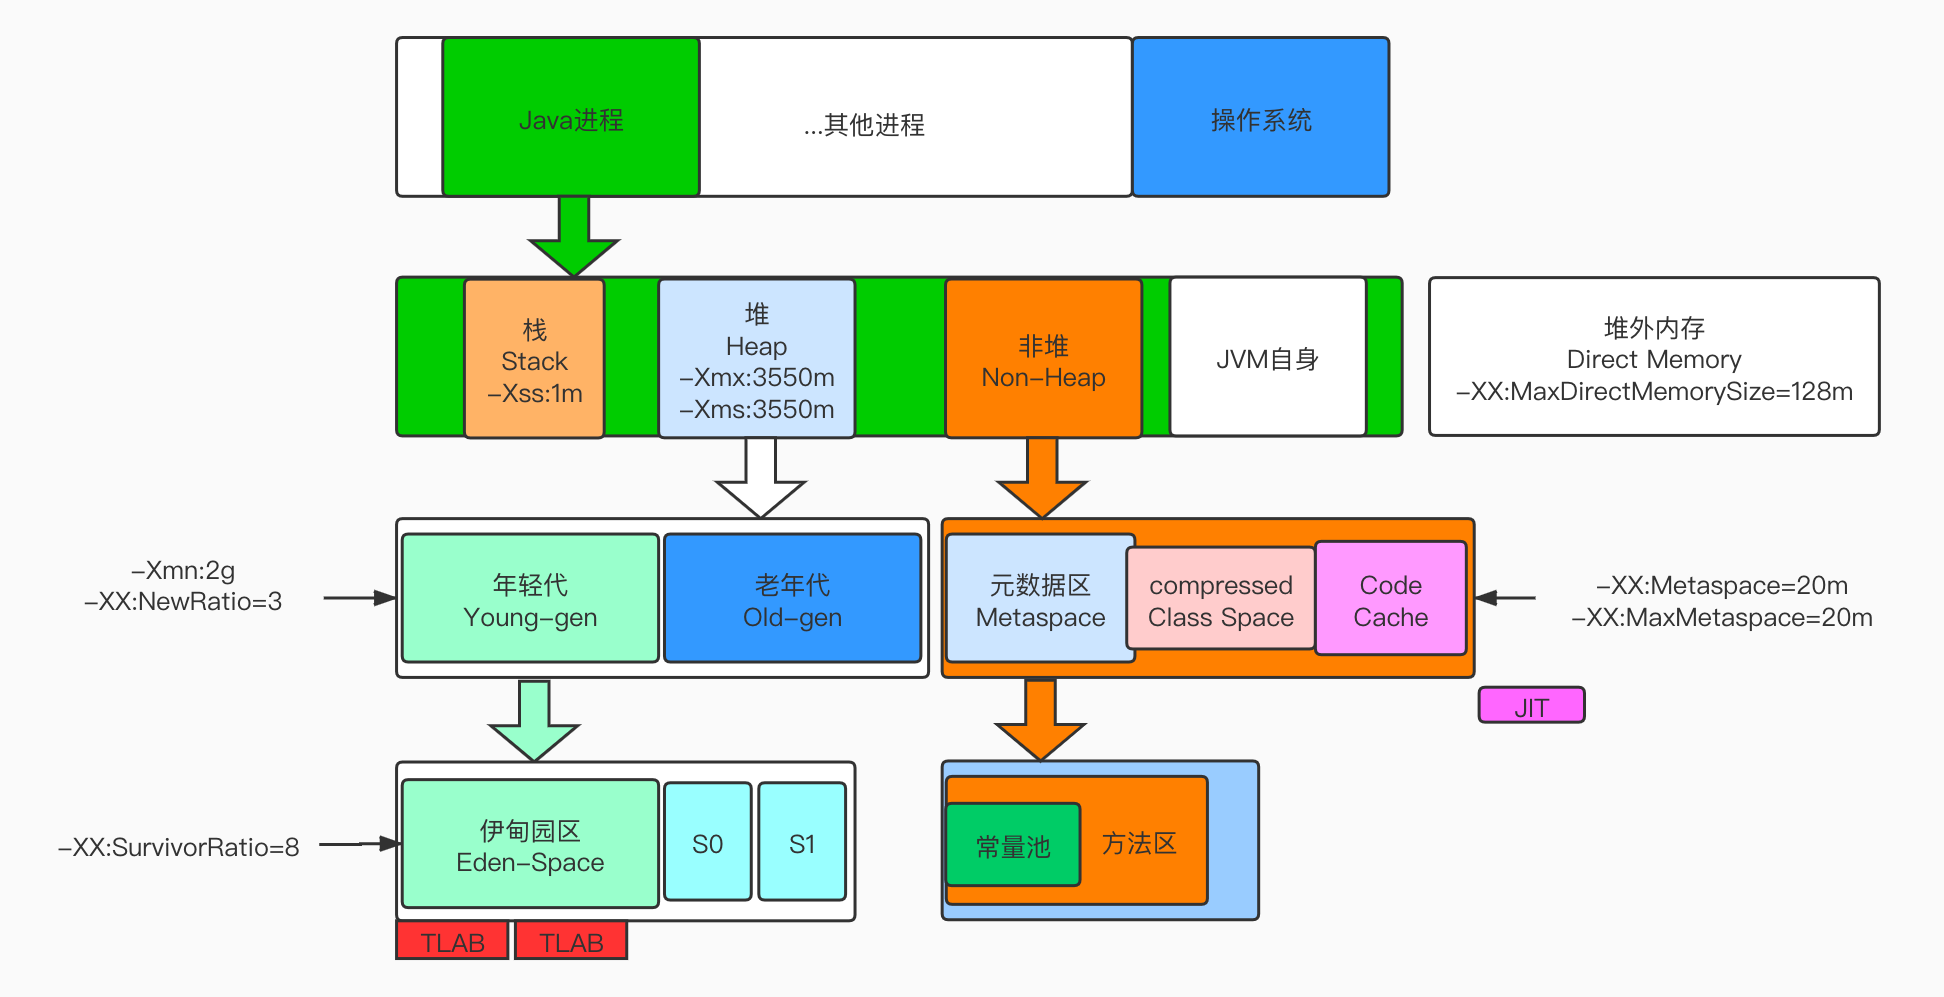 Java进程
...其他进程
操作系统
栈
Stack
-Xss:1m
堆
Heap
-Xmx:3550m
-Xms:3550m
非堆
Non-Heap
JVM自身
堆外内存
Direct Memory
-XX:MaxDirectMemorySize=128m
-Xmn:2g
-XX:NewRatio=3
年轻代
Young-gen
老年代
Old-gen
元数据区
Metaspace
compressed
Class Space
Code
Cache
-XX:Metaspace=20m
-XX:MaxMetaspace=20m
JIT
-XX:SurvivorRatio=8
伊甸园区
Eden-Space
S0
S1
常量池
方法区
TLAB
TLAB